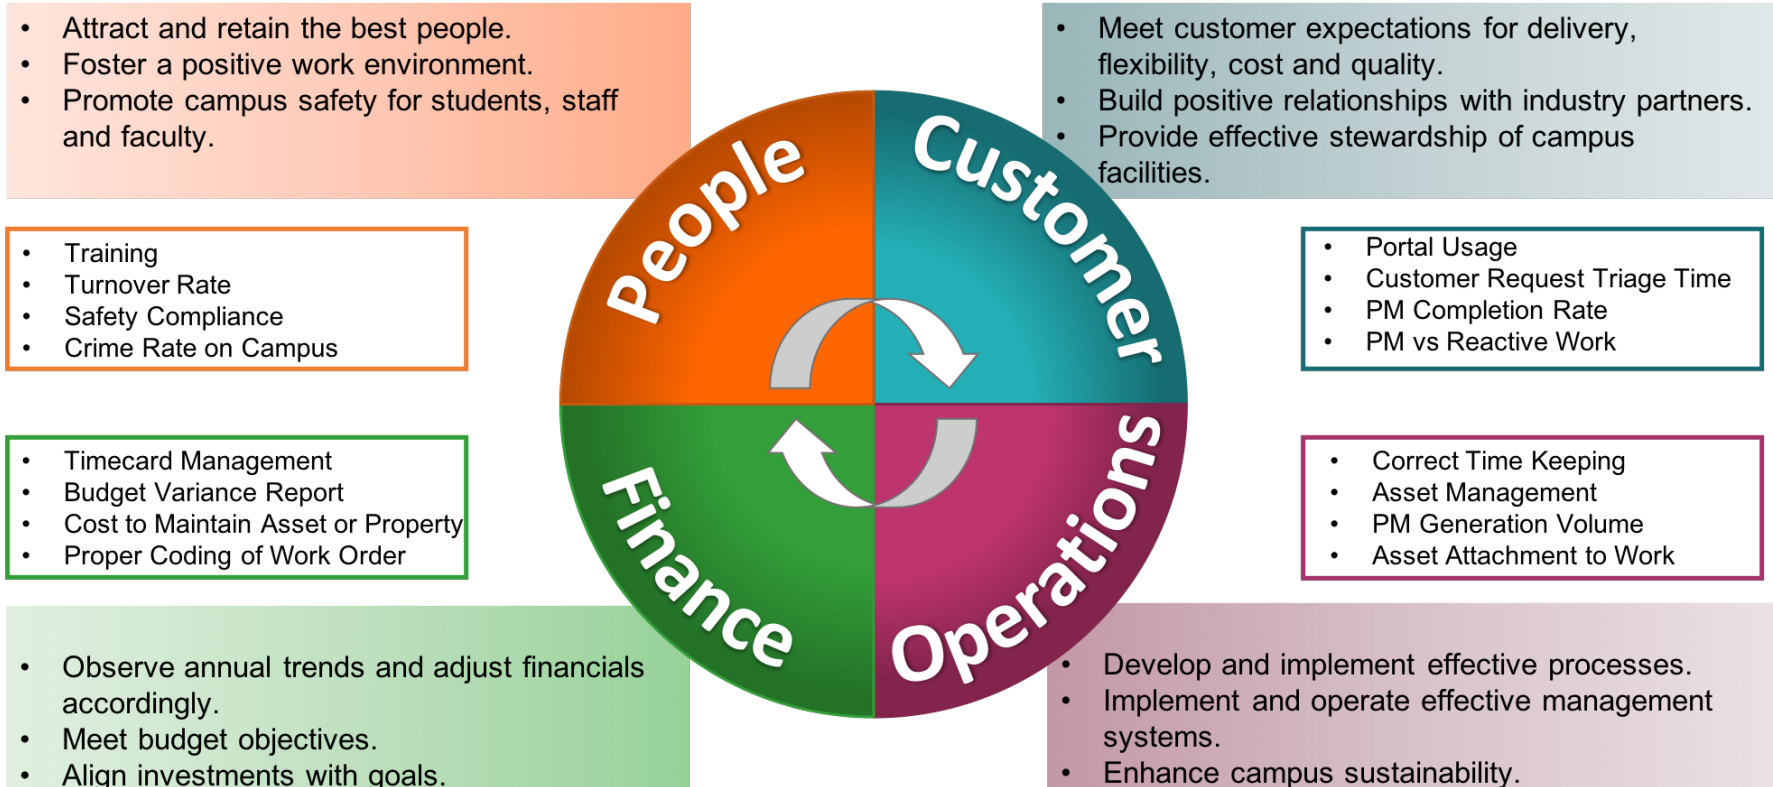 • Attract and retain the best people.
• Foster a positive work environment.
• Promote campus safety for students, staff
and faculty.
• Meet customer expectations for delivery,
flexibility, cost and quality.
• Build positive relationships with industry partners.
• Provide effective stewardship of campus
facilities.
People
Customer
• Training
• Turnover Rate
• Safety Compliance
• Crime Rate on Campus
• Portal Usage
• Customer Request Triage Time
• PM Completion Rate
• PM vs Reactive Work
• Timecard Management
• Budget Variance Report
• Cost to Maintain Asset or Property
• Proper Coding of Work Order
• Correct Time Keeping
• Asset Management
• PM Generation Volume
• Asset Attachment to Work
Finance
Operations
• Observe annual trends and adjust financials
accordingly.
• Meet budget objectives.
• Align investments with goals.
• Develop and implement effective processes.
• Implement and operate effective management
systems.
• Enhance campus sustainability.